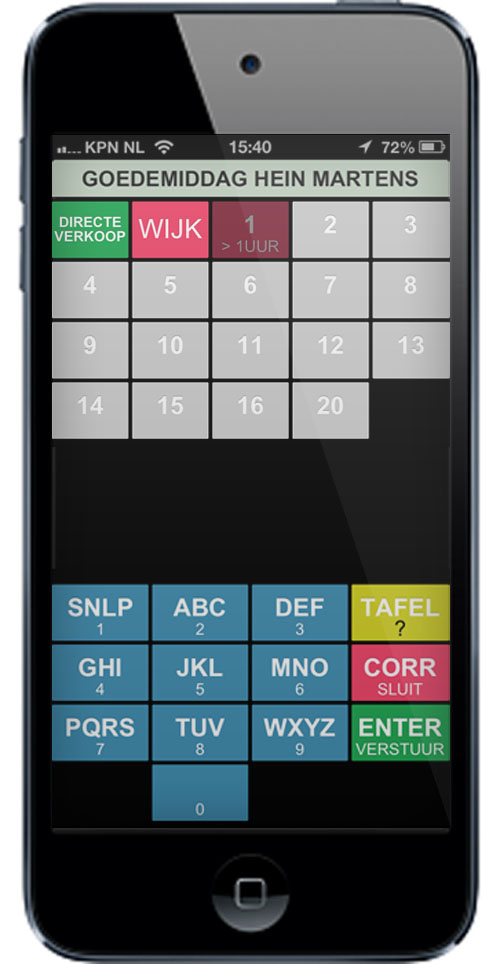 KPN NL 15:40 72%
GOEDEMIDDAG HEIN MARTENS
DIRECTE VERKOOP
WIJK
1
> 1UUR
2
3
4
5
6
7
8
9
10
11
12
13
14
15
16
20
SNLP
1
ABC
2
DEF
3
TAFEL
?
GHI
4
JKL
5
MNO
6
CORR
SLUIT
PQRS
7
TUV
8
WXYZ
9
ENTER
VERSTUUR
0